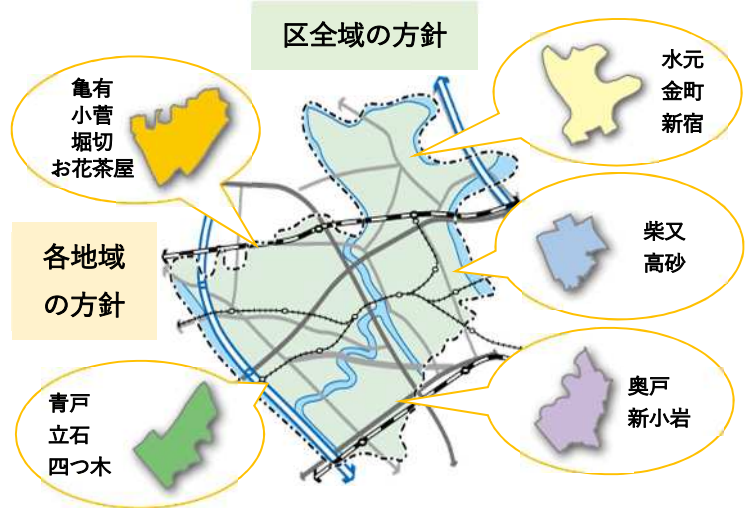 区全域の方針
亀有
小菅
堀切
お花茶屋
水元
金町
新宿
各地域
の方針
柴又
高砂
青戸
立石
四つ木
奥戸
新小岩